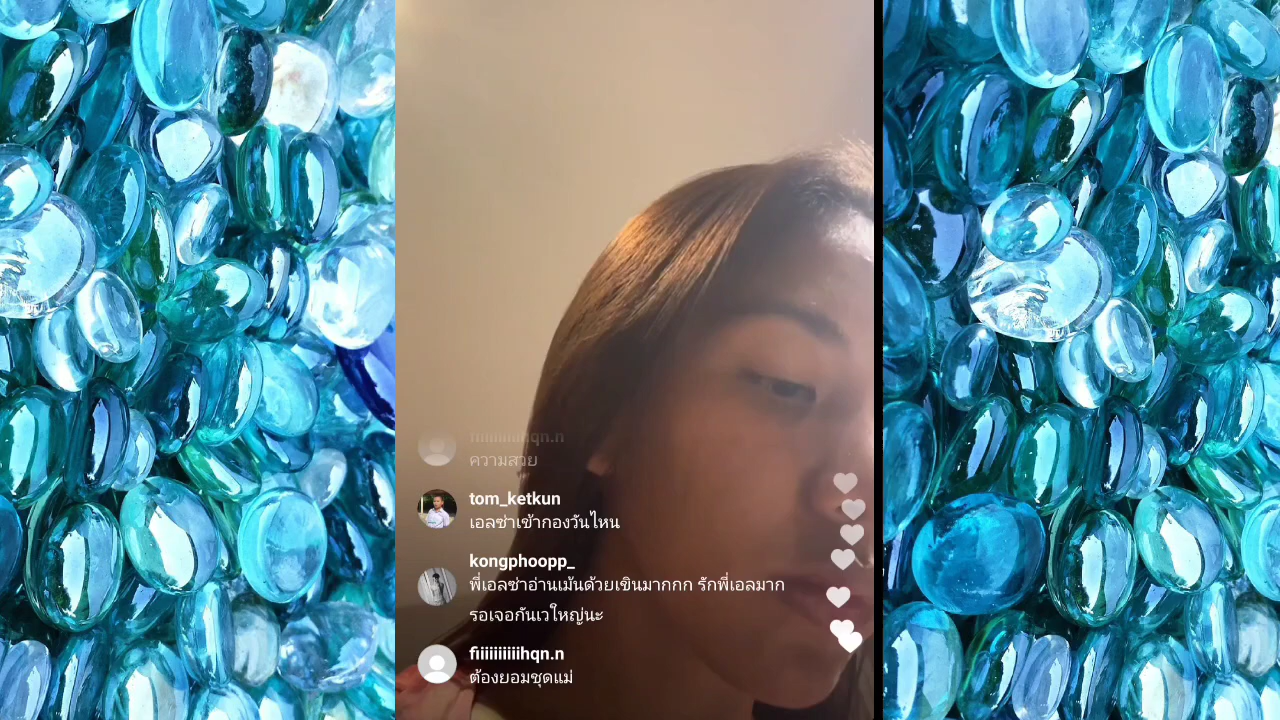 fiiiiiiiiiihqn.n
ความสวย
tom_ketkun
เอลซ่าเข้ากองวันไหน
kongphoopp_
พี่เอลซ่าอ่านเม้นด้วยเขินมากกก รักพี่เอลมาก
รอเจอกันเวใหญ่นะ
fiiiiiiiiiihqn.n
ต้องยอมชุดแม่